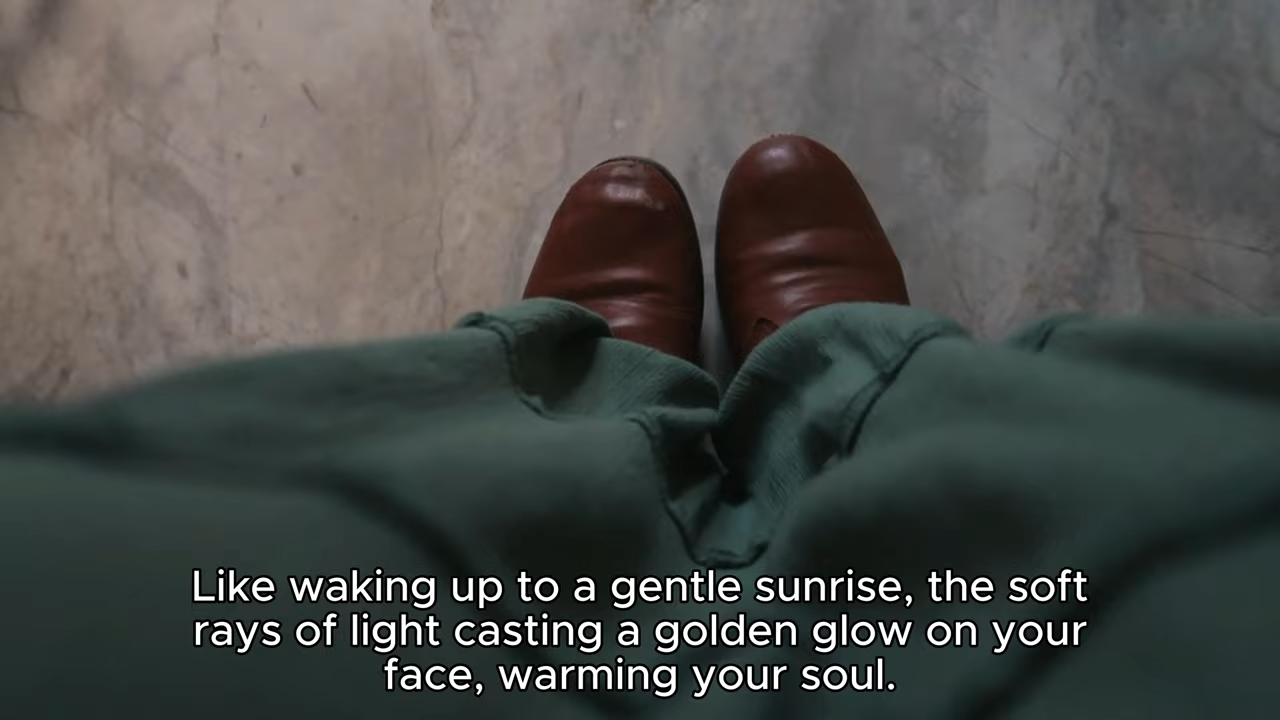 Like waking up to a gentle sunrise, the soft
rays of light casting a golden glow on your
face, warming your soul.